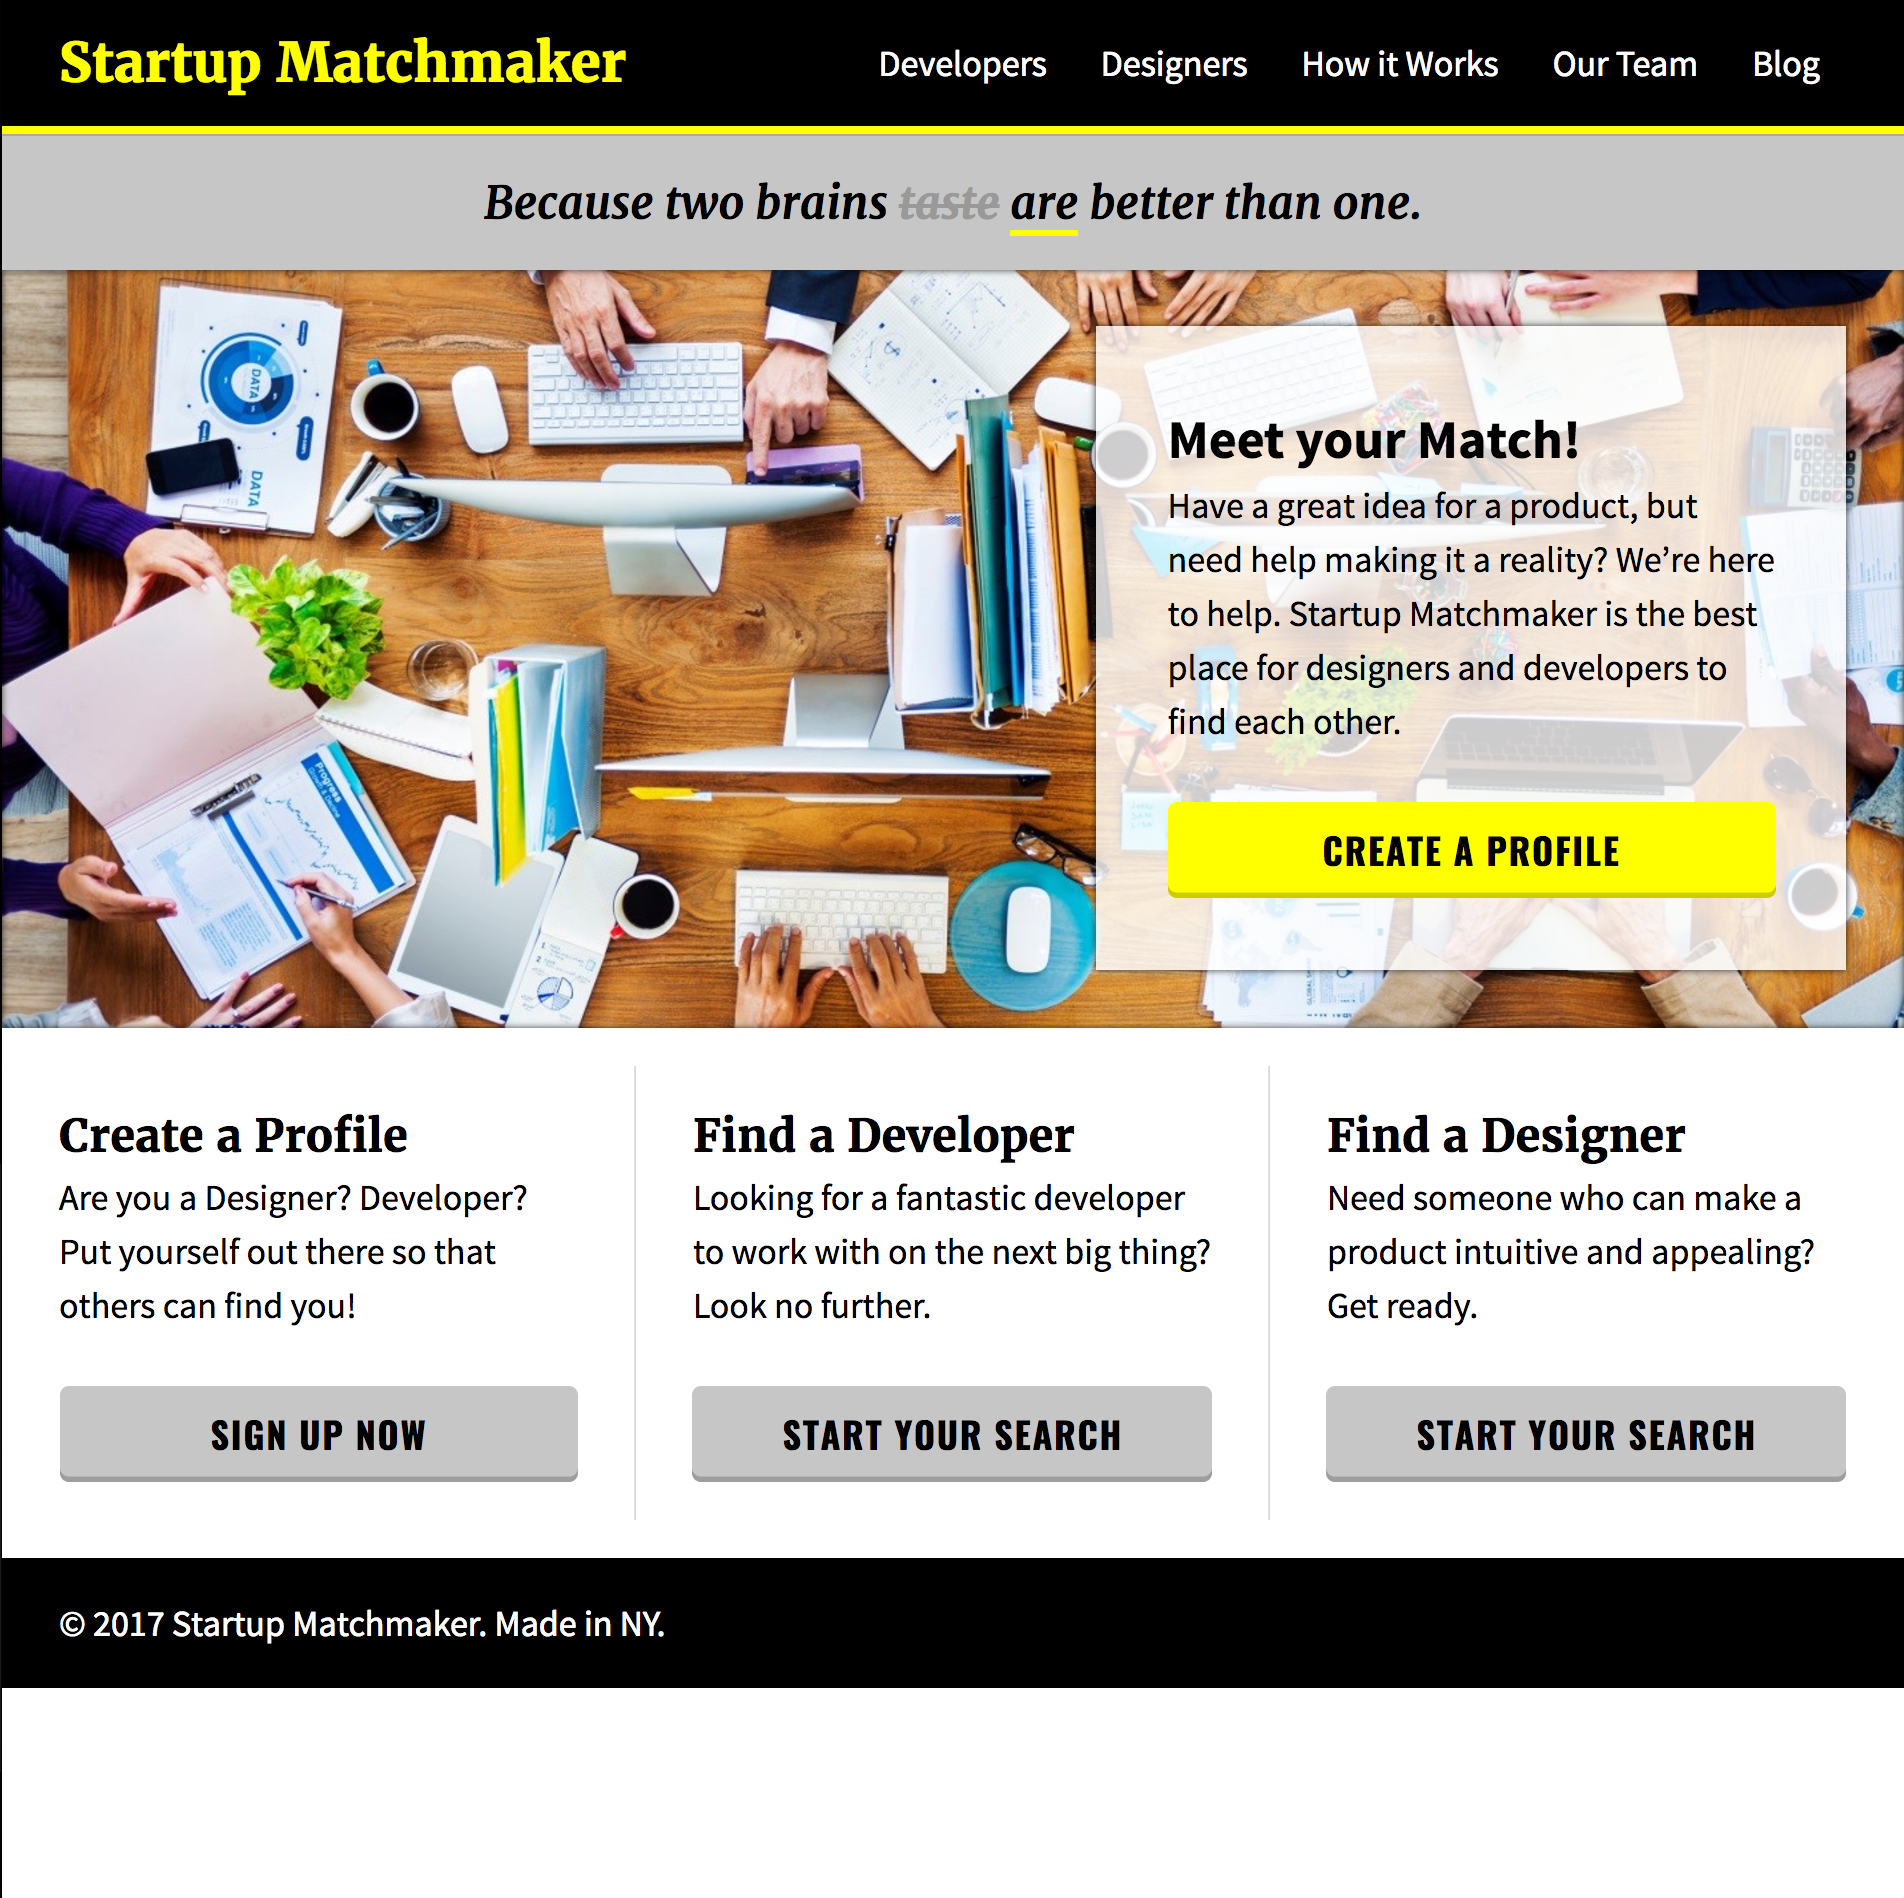 Startup Matchmaker
Developers Designers How it Works Our Team Blog
Because two brains taste are better than one.
DATA
DATA
Progress
Meet your Match!
Have a great idea for a product, but
need help making it a reality? We’re here
to help. Startup Matchmaker is the best
place for designers and developers to
find each other.
CREATE A PROFILE
Create a Profile
Are you a Designer? Developer?
Put yourself out there so that
others can find you!
SIGN UP NOW
Find a Developer
Looking for a fantastic developer
to work with on the next big thing?
Look no further.
START YOUR SEARCH
Find a Designer
Need someone who can make a
product intuitive and appealing?
Get ready.
START YOUR SEARCH
© 2017 Startup Matchmaker. Made in NY.